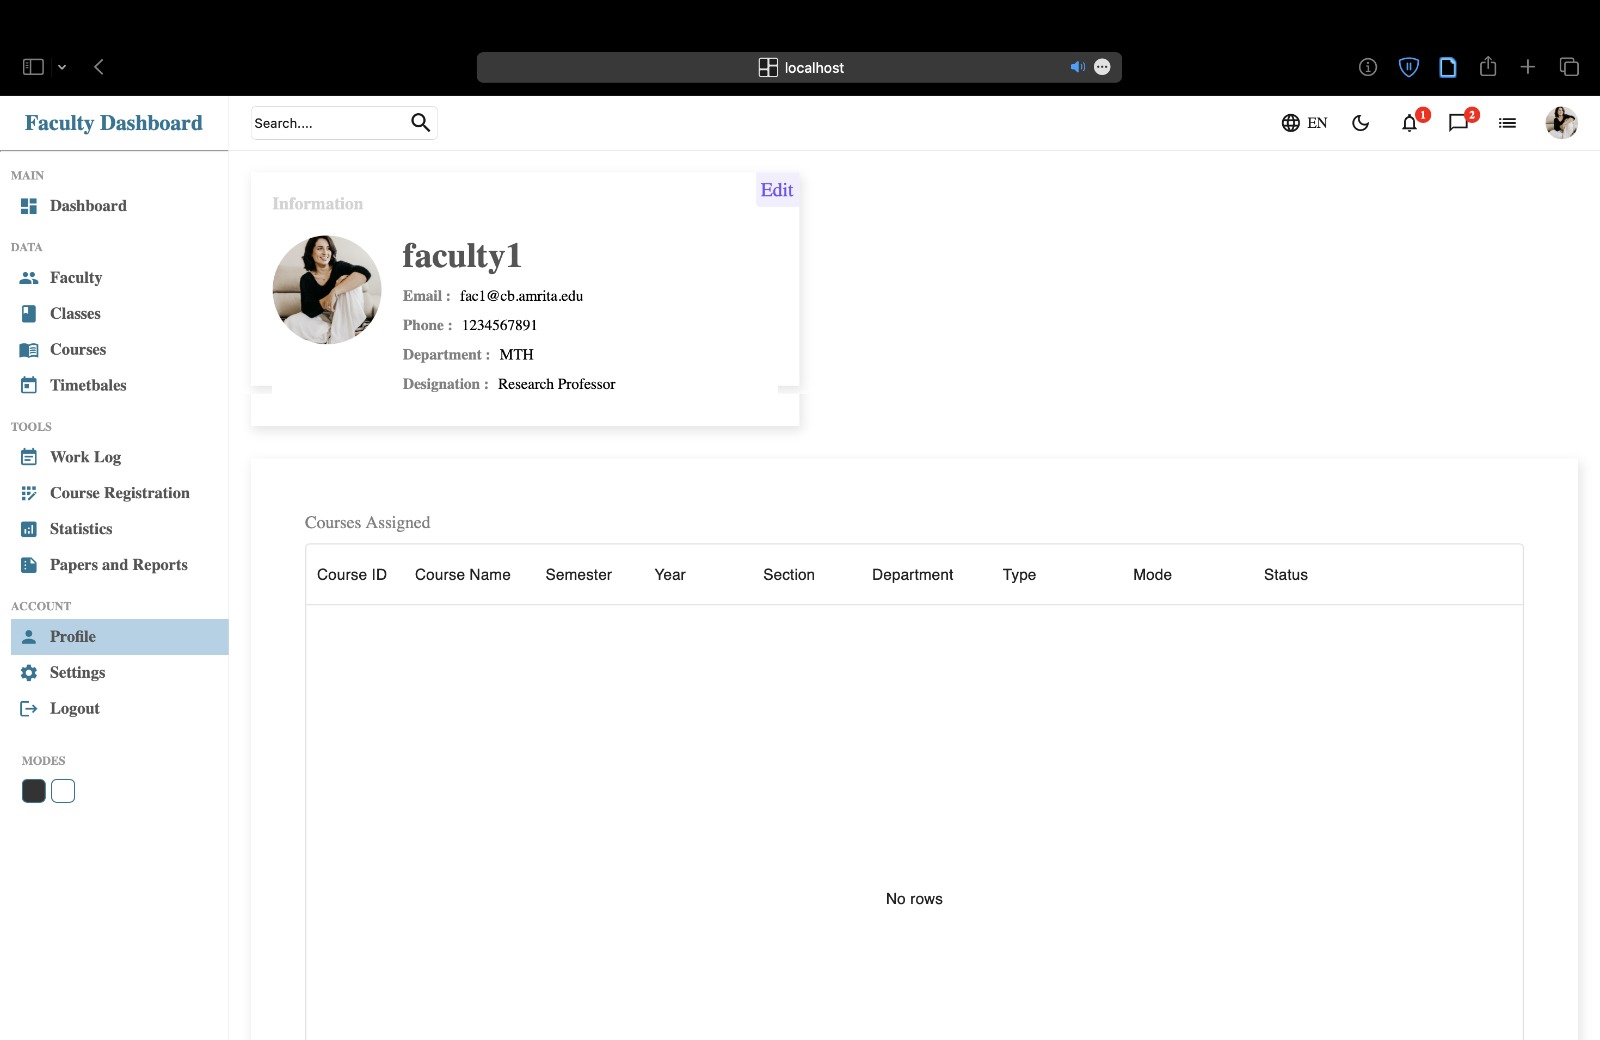 localhost
Faculty Dashboard
Search....
EN
1
2
MAIN
Dashboard
DATA
Faculty
Classes
Courses
Timetbales
TOOLS
Work Log
Course Registration
Statistics
Papers and Reports
ACCOUNT
Profile
Settings
Logout
MODES
Edit
Information
faculty1
Email : fac1@cb.amrita.edu
Phone : 1234567891
Department : MTH
Designation : Research Professor
Courses Assigned
Course ID Course Name Semester Year Section Department Type Mode Status
No rows